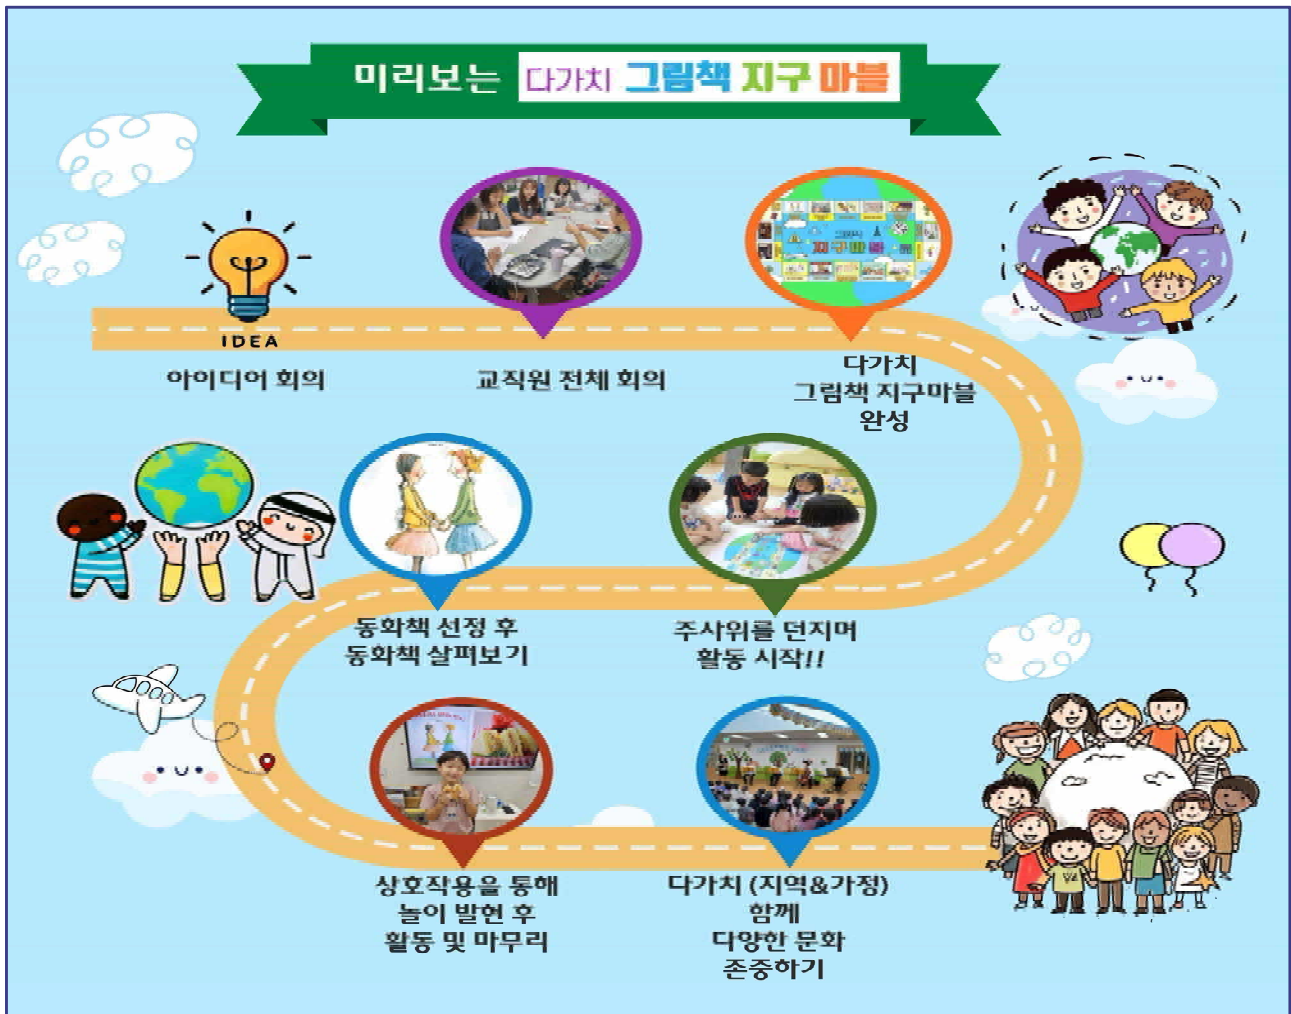 미리보는 다가치 그림책 지구 마블
IDEA
아이디어 회의
교직원 전체 회의
다가치
그림책 지구마블
완성
동화책 선정 후
동화책 살펴보기
주사위를 던지며
활동 시작!!
상호작용을 통해
놀이 발현 후
활동 및 마무리
다가치 (지역&가정)
함께
다양한 문화
존중하기